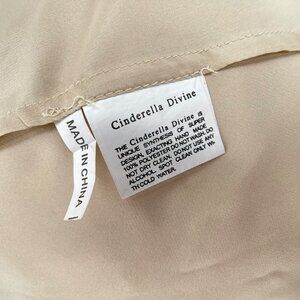 Cinderella Divine
THE Cinderella Divine IS
UNIQUE SYNTHESIS OF SUPER
DESIGN, EXACTING HAND MADE
100% POLYESTER DO NOT WASH, DO
NOT DRY CLEAN, DO NOT USE ANY
ALCOHOL SPOT CLEAN ONLY WI-
TH COLD WATER.
MADE IN CHINA